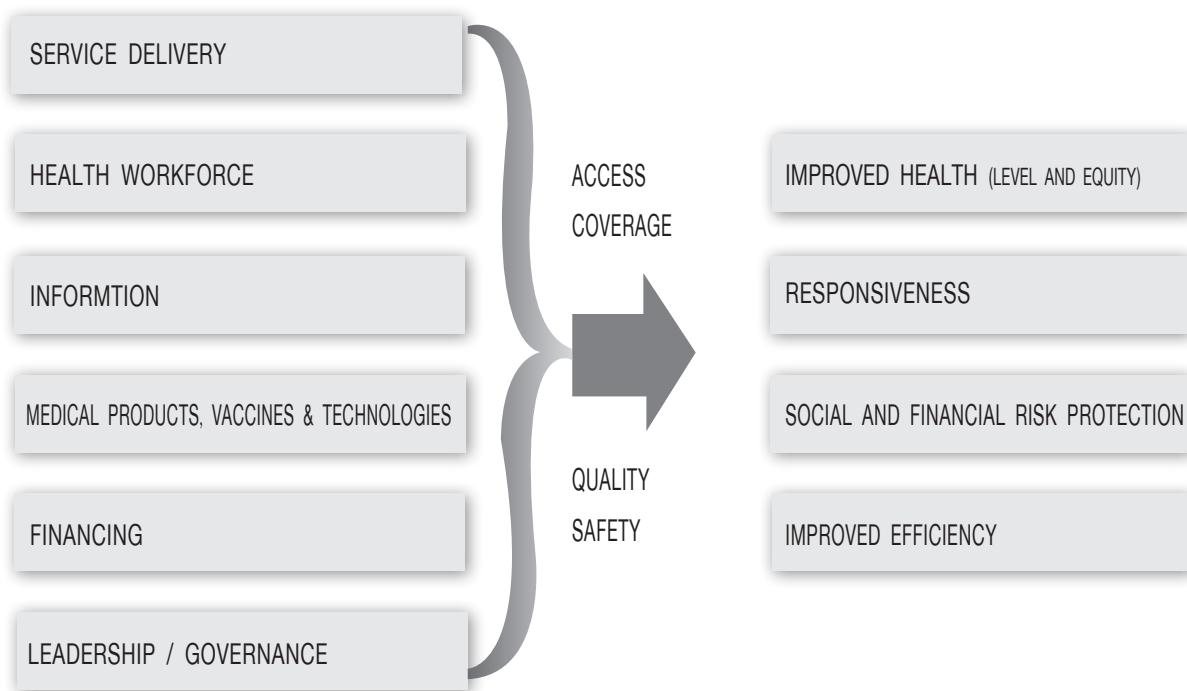 SERVICE DELIVERY
HEALTH WORKFORCE
INFORMTION
MEDICAL PRODUCTS, VACCINES & TECHNOLOGIES
FINANCING
LEADERSHIP / GOVERNANCE
ACCESS
COVERAGE
QUALITY
SAFETY
IMPROVED HEALTH (LEVEL AND EQUITY)
RESPONSIVENESS
SOCIAL AND FINANCIAL RISK PROTECTION
IMPROVED EFFICIENCY